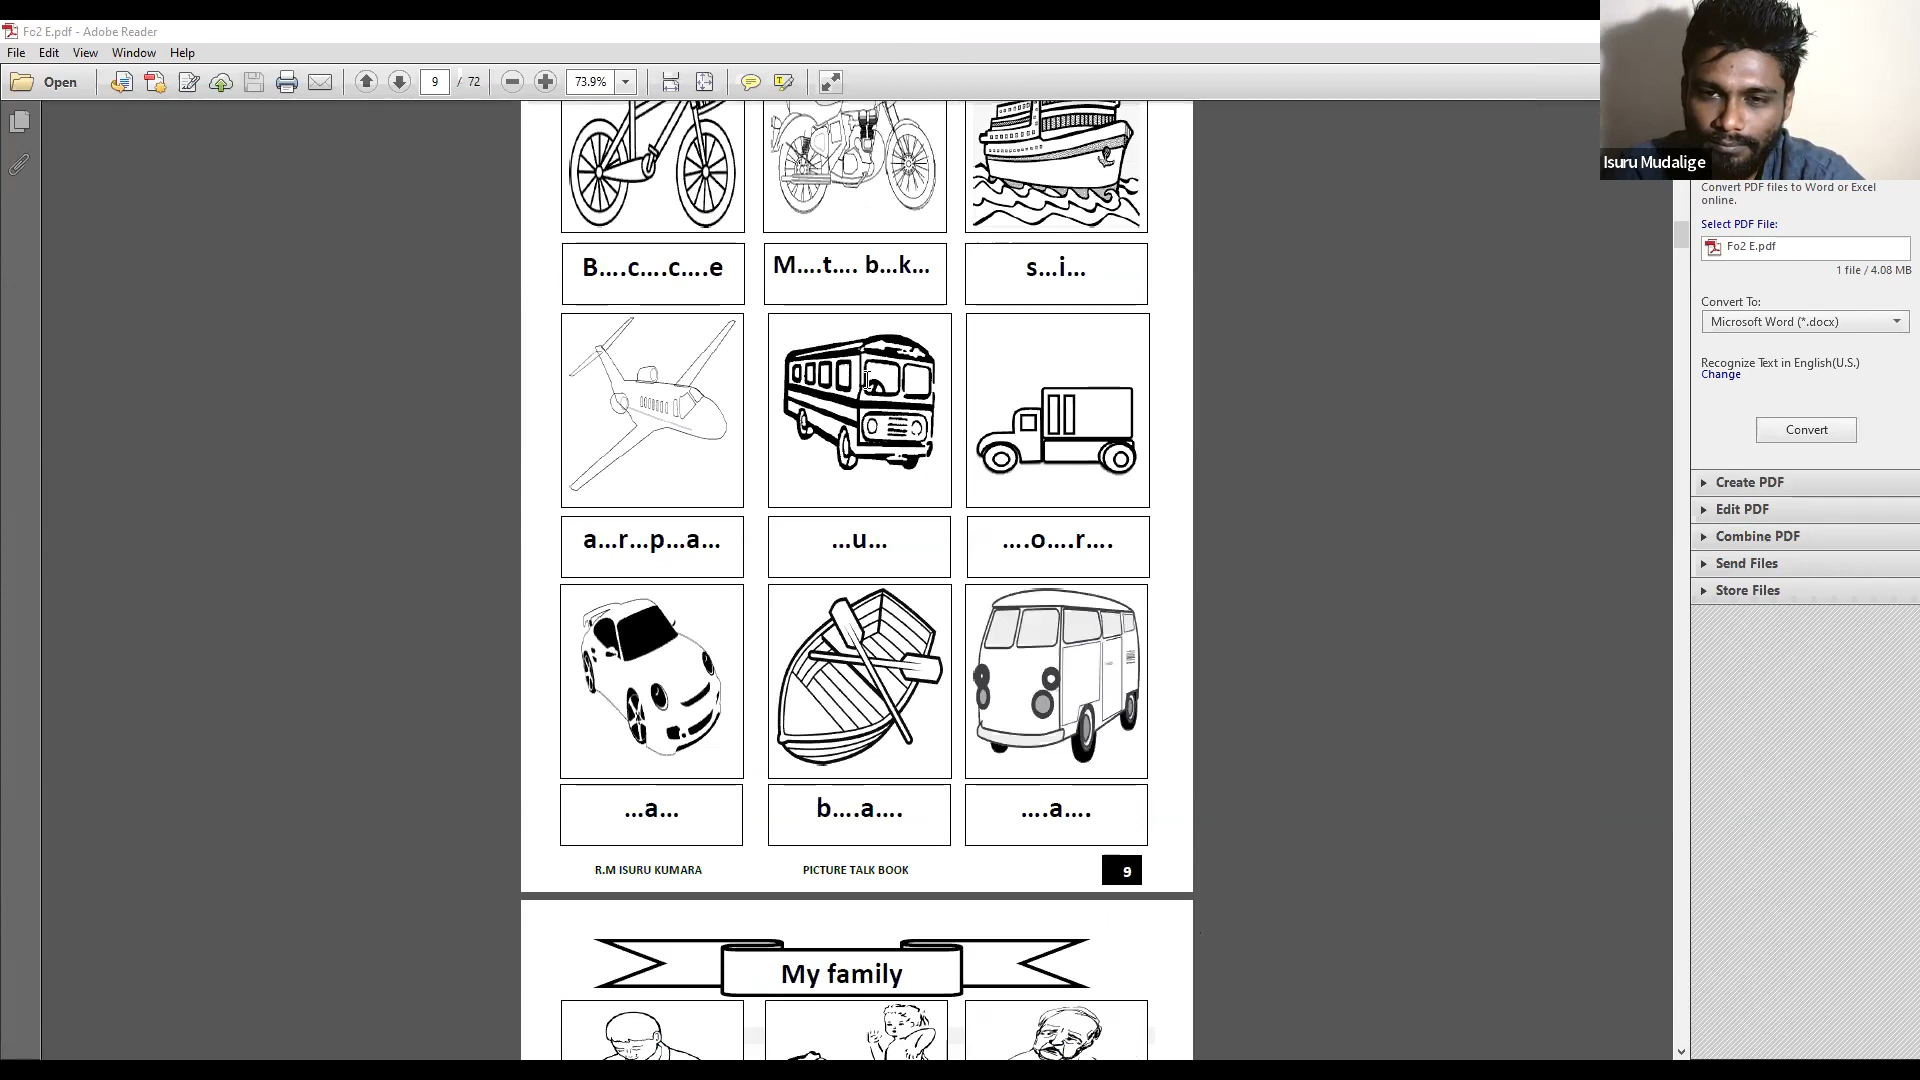 Fo2 E.pdf - Adobe Reader
File Edit View Window Help
Open 9 / 72 73.9%
Isuru Mudalige
Convert PDF files to Word or Excel
online.
Select PDF File:
Fo2 E.pdf
1 file / 4.08 MB
Convert To:
Microsoft Word (*.docx)
Recognize Text in English(U.S.)
Change
Convert
Create PDF
Edit PDF
Combine PDF
Send Files
Store Files
B....c....c....e M....t.... b...k... s...i...
a...r...p...a... ...u... ....o....r....
...a... b....a.... ....a....
R.M ISURU KUMARA PICTURE TALK BOOK 9
My family